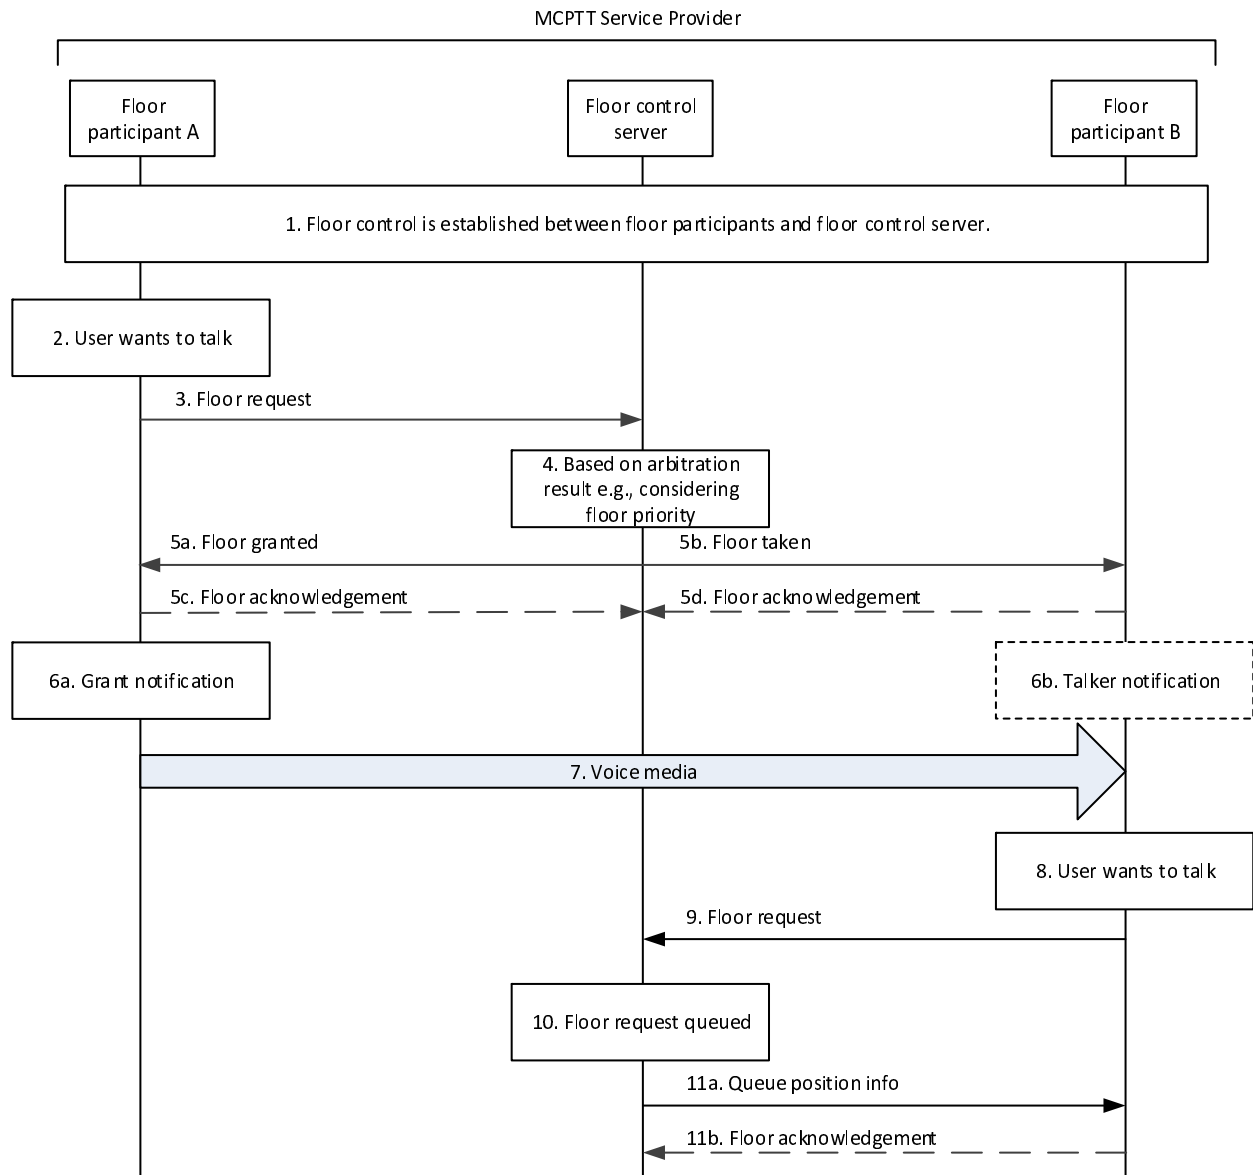 MCPTT Service Provider
Floor
participant A
Floor control
server
Floor
participant B
1. Floor control is established between floor participants and floor control server.
2. User wants to talk
3. Floor request
4. Based on arbitration
result e.g., considering
floor priority
5a. Floor granted
5b. Floor taken
5c. Floor acknowledgement
5d. Floor acknowledgement
6a. Grant notification
6b. Talker notification
7. Voice media
8. User wants to talk
9. Floor request
10. Floor request queued
11a. Queue position info
11b. Floor acknowledgement